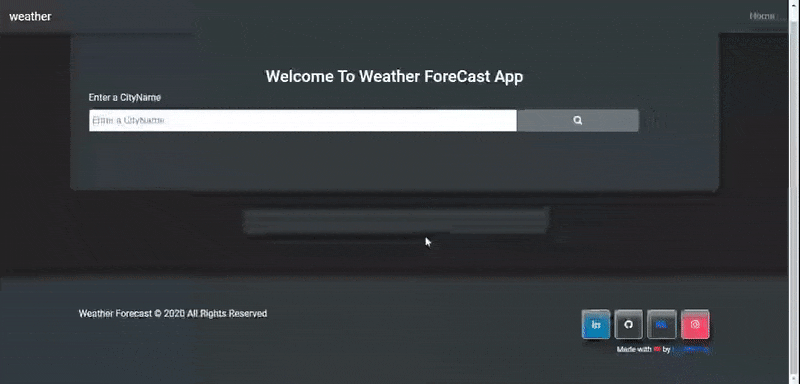 weather
Home
Welcome To Weather ForeCast App
Enter a CityName
Enter a CityName
Weather Forecast © 2020 All Rights Reserved
in
Made with by